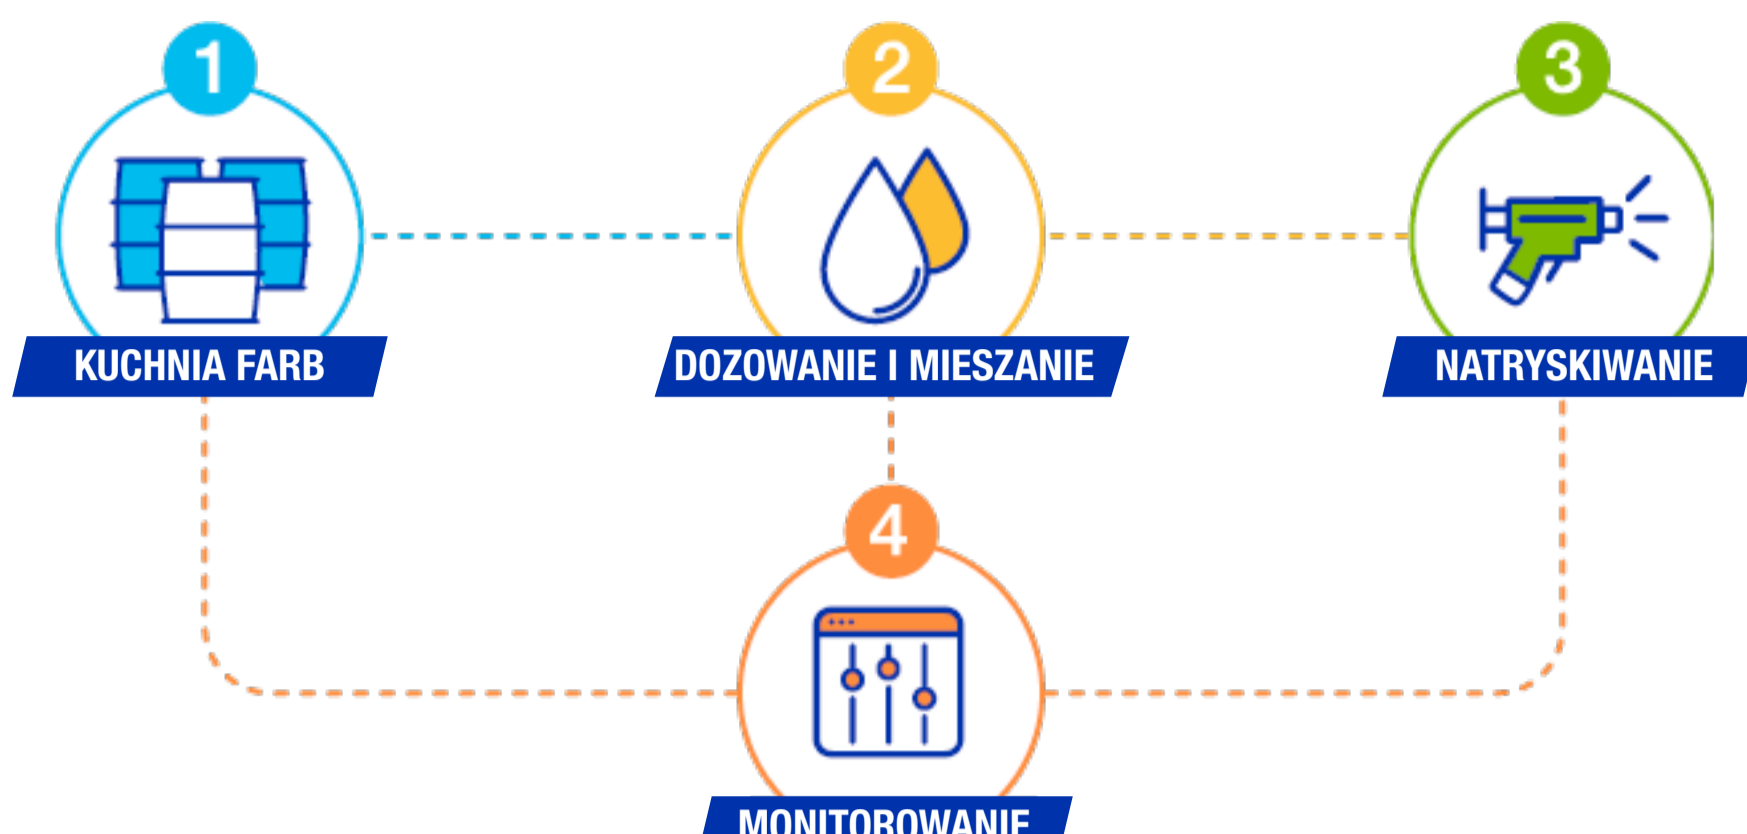 1
2
3
KUCHNIA FARB
DOZOWANIE I MIESZANIE
NATRYSKIWANIE
4
MONITOROWANIE